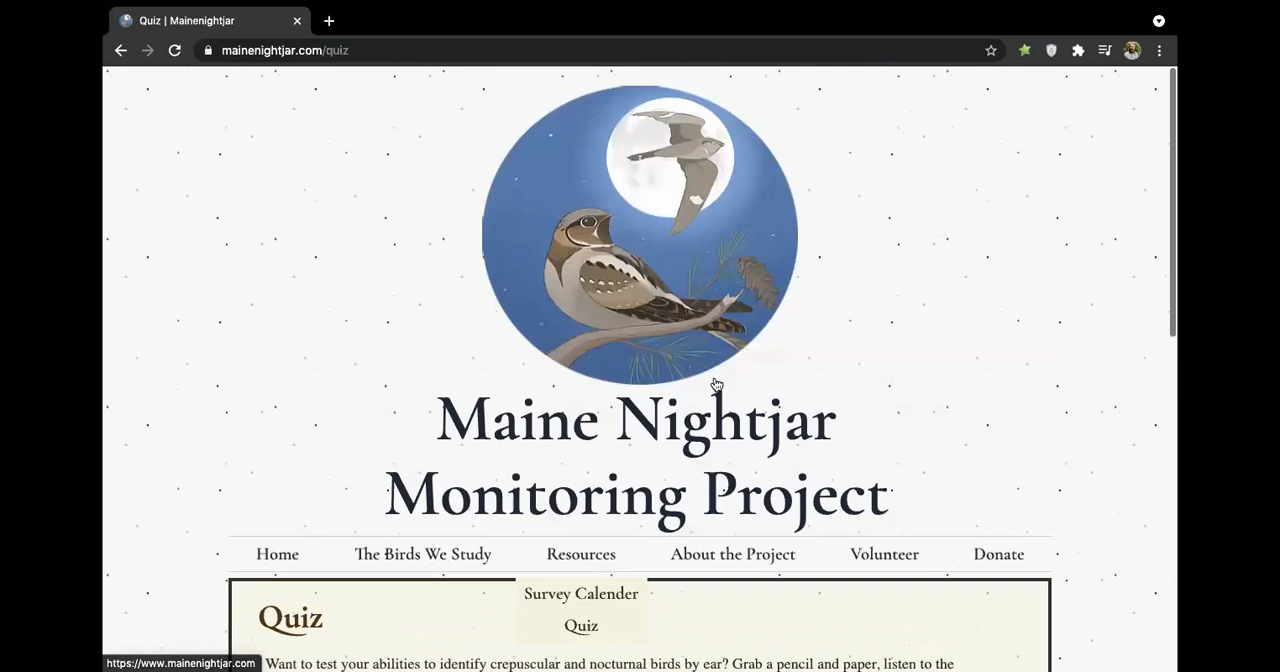 Quiz | Mainenightjar
mainenightjar.com/quiz
Maine Nightjar
Monitoring Project
Home The Birds We Study Resources About the Project Volunteer Donate
Survey Calender
Quiz
Quiz
Want to test your abilities to identify crepuscular and nocturnal birds by ear? Grab a pencil and paper, listen to the
https://www.mainenightjar.com